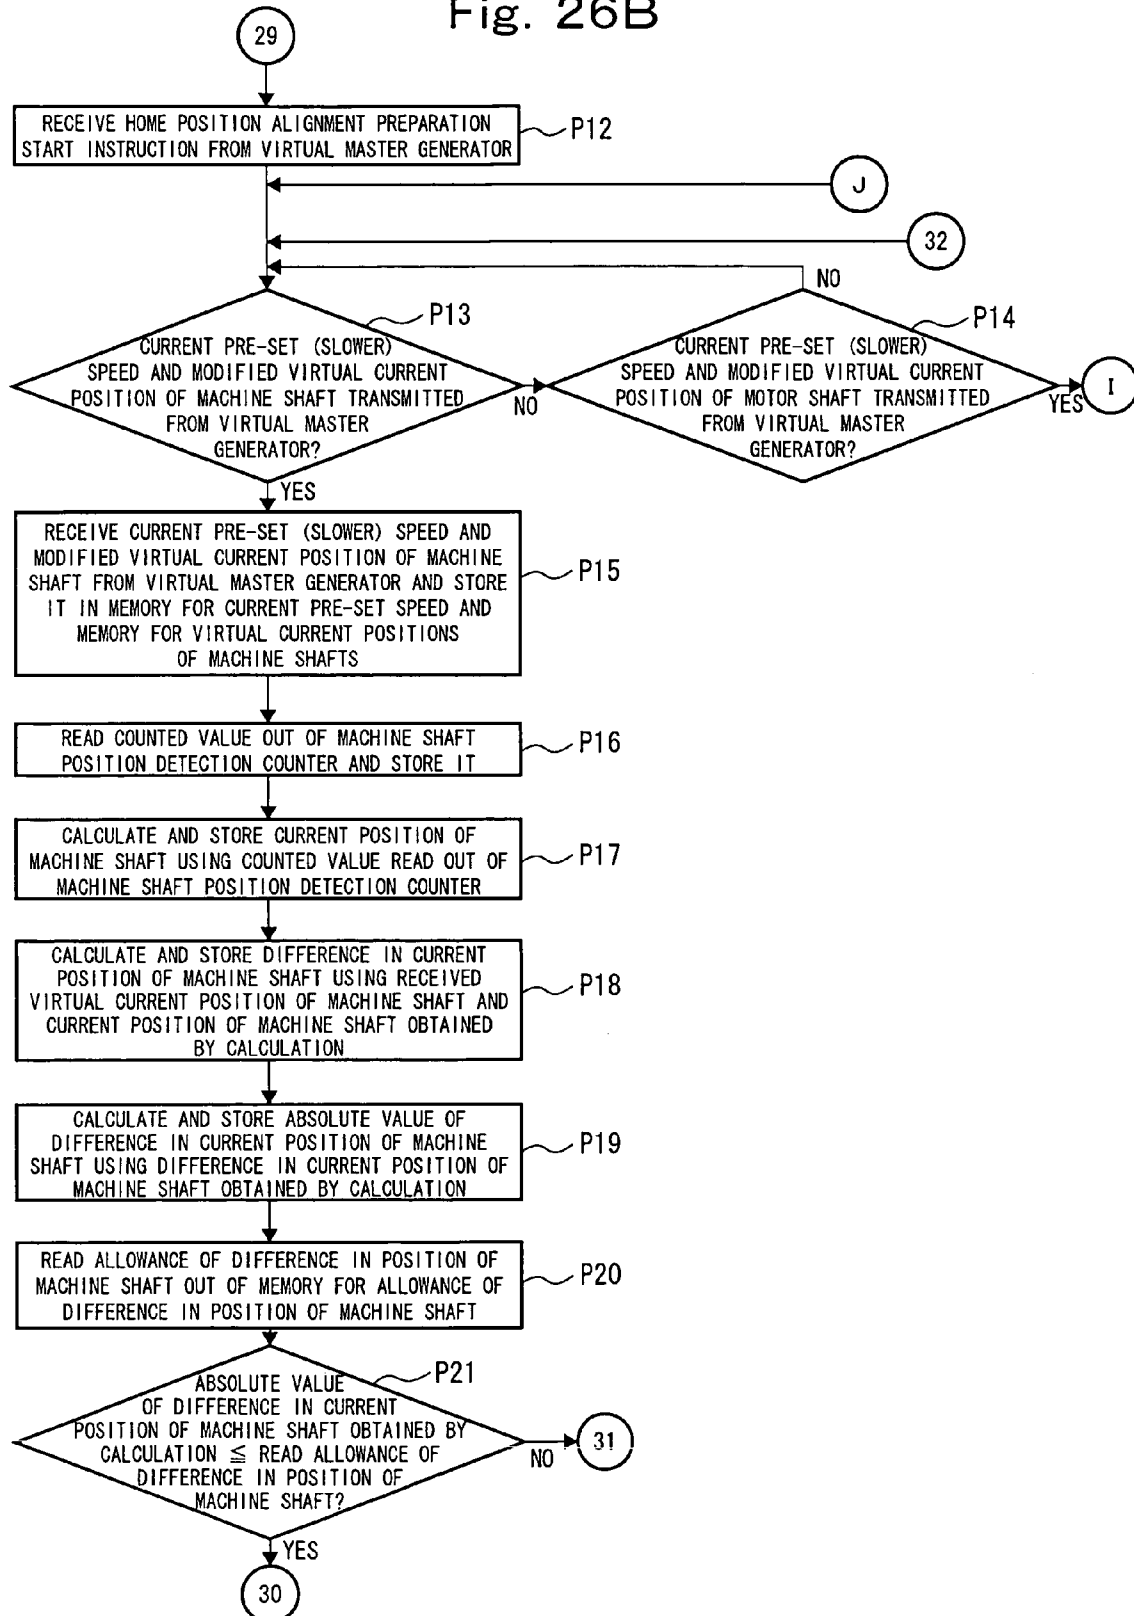 Fig. 26B
29
RECEIVE HOME POSITION ALIGNMENT PREPARATION
START INSTRUCTION FROM VIRTUAL MASTER GENERATOR
P12
J
32
NO
P13
CURRENT PRE-SET (SLOWER)
SPEED AND MODIFIED VIRTUAL CURRENT
POSITION OF MACHINE SHAFT TRANSMITTED
FROM VIRTUAL MASTER
GENERATOR?
NO
P14
CURRENT PRE-SET (SLOWER)
SPEED AND MODIFIED VIRTUAL CURRENT
POSITION OF MOTOR SHAFT TRANSMITTED
FROM VIRTUAL MASTER
GENERATOR?
YES
I
YES
RECEIVE CURRENT PRE-SET (SLOWER) SPEED AND
MODIFIED VIRTUAL CURRENT POSITION OF MACHINE
SHAFT FROM VIRTUAL MASTER GENERATOR AND STORE
IT IN MEMORY FOR CURRENT PRE-SET SPEED AND
MEMORY FOR VIRTUAL CURRENT POSITIONS
OF MACHINE SHAFTS
P15
READ COUNTED VALUE OUT OF MACHINE SHAFT
POSITION DETECTION COUNTER AND STORE IT
P16
CALCULATE AND STORE CURRENT POSITION OF
MACHINE SHAFT USING COUNTED VALUE READ OUT OF
MACHINE SHAFT POSITION DETECTION COUNTER
P17
CALCULATE AND STORE DIFFERENCE IN CURRENT
POSITION OF MACHINE SHAFT USING RECEIVED
VIRTUAL CURRENT POSITION OF MACHINE SHAFT AND
CURRENT POSITION OF MACHINE SHAFT OBTAINED
BY CALCULATION
P18
CALCULATE AND STORE ABSOLUTE VALUE OF
DIFFERENCE IN CURRENT POSITION OF MACHINE
SHAFT USING DIFFERENCE IN CURRENT POSITION OF
MACHINE SHAFT OBTAINED BY CALCULATION
P19
READ ALLOWANCE OF DIFFERENCE IN POSITION OF
MACHINE SHAFT OUT OF MEMORY FOR ALLOWANCE OF
DIFFERENCE IN POSITION OF MACHINE SHAFT
P20
P21
ABSOLUTE VALUE
OF DIFFERENCE IN CURRENT
POSITION OF MACHINE SHAFT OBTAINED BY
CALCULATION ≦ READ ALLOWANCE OF
DIFFERENCE IN POSITION OF
MACHINE SHAFT?
NO
31
YES
30